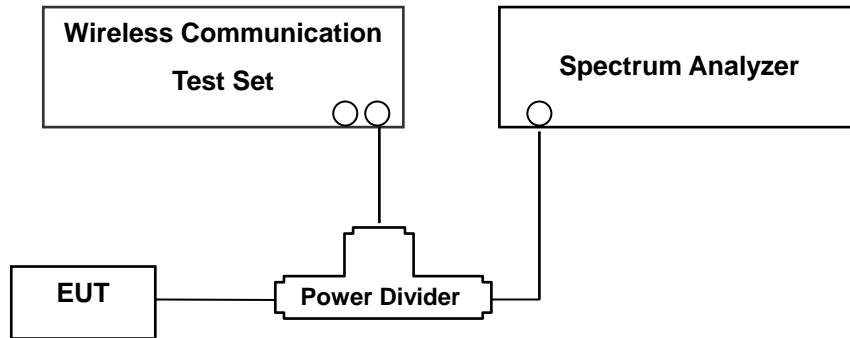 Wireless Communication
Test Set
Spectrum Analyzer
EUT
Power Divider